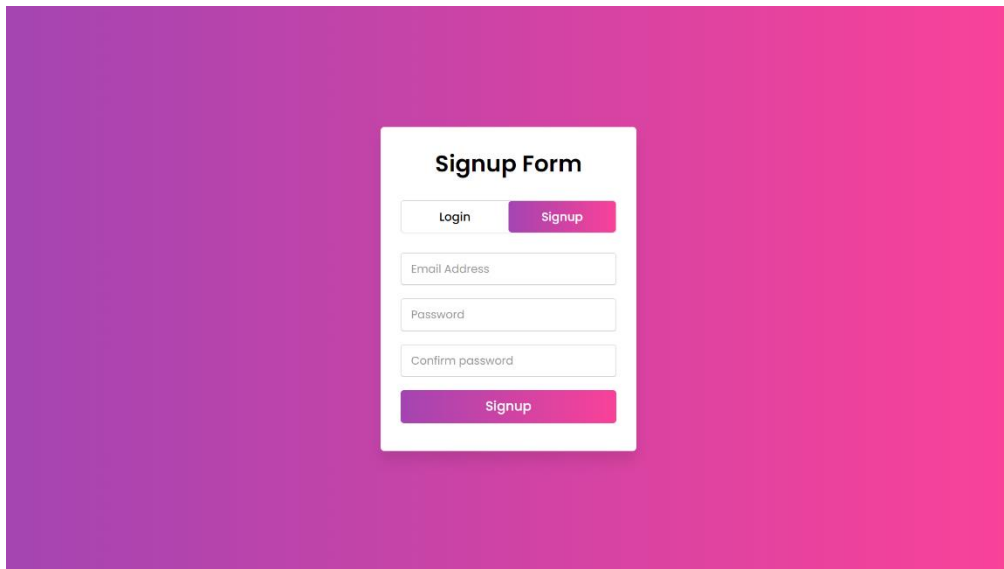 Signup Form
Login Signup
Email Address
Password
Confirm password
Signup